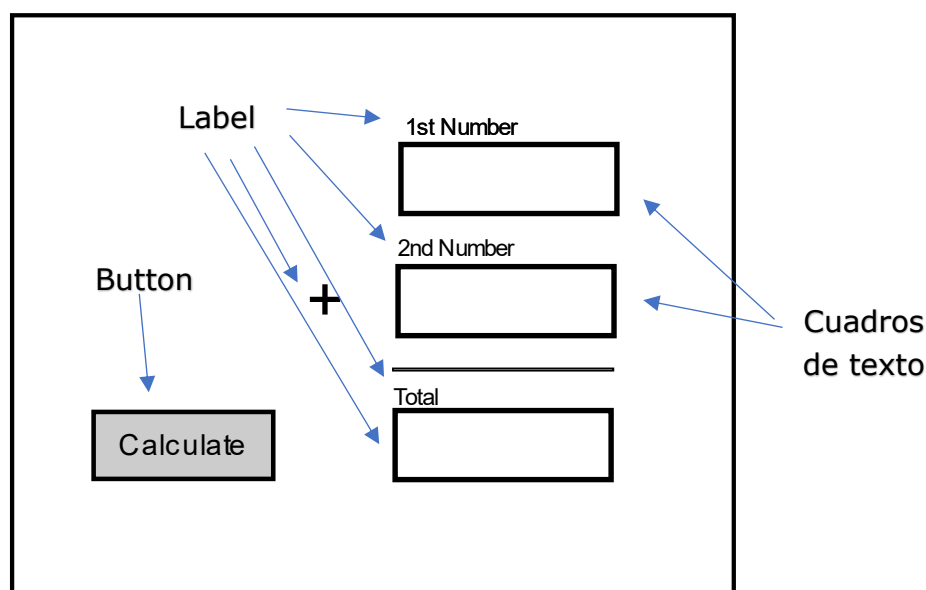 Label
1st Number
2nd Number
Button
+
Cuadros
de texto
Total
Calculate